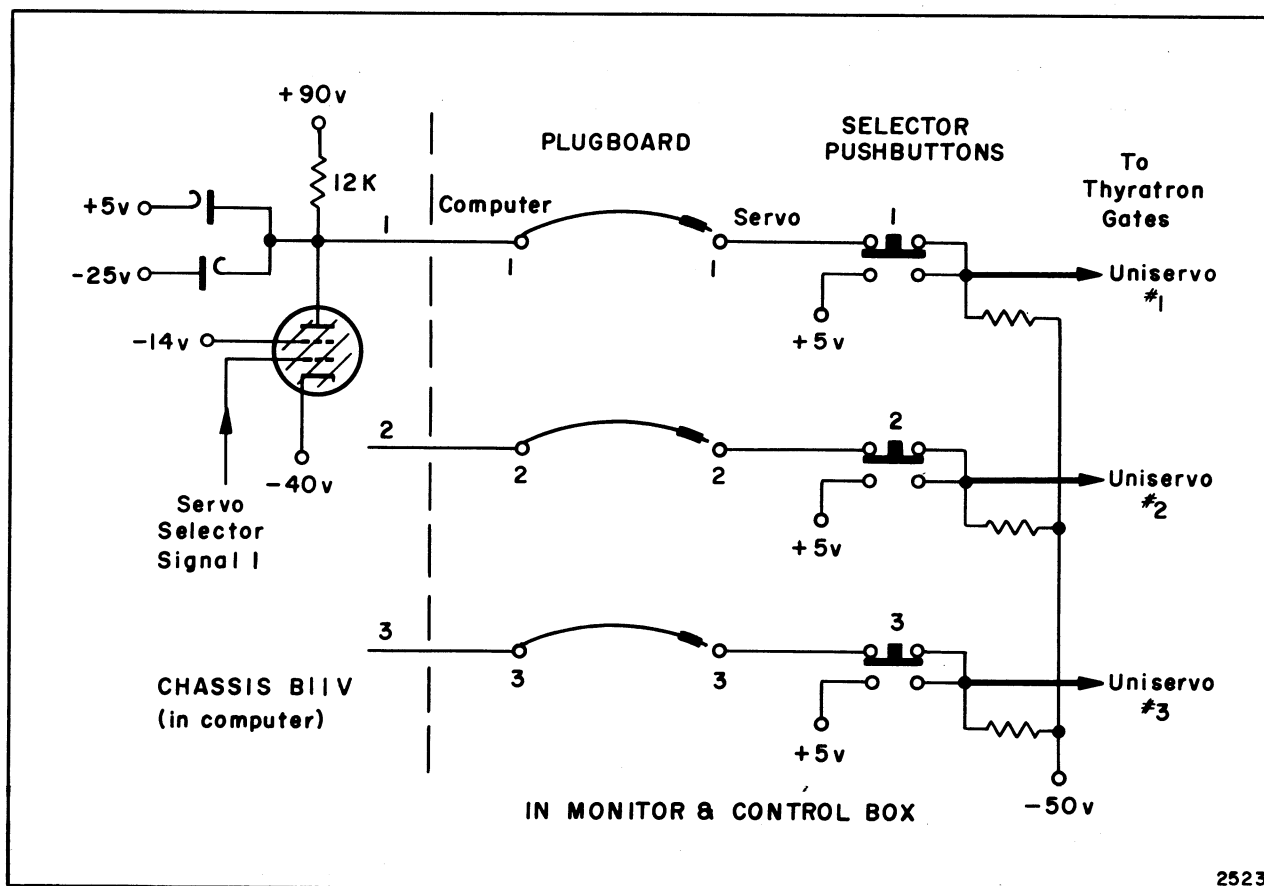 +90v
12K
+5v
-25v
-14v
-40v
Servo
Selector
Signal 1
CHASSIS B11V
(in computer)
PLUGBOARD
SELECTOR
PUSHBUTTONS
To
Thyratron
Gates
1
Computer
Servo
1
1
1
+5v
Uniservo
#1
2
2
2
2
+5v
Uniservo
#2
3
3
3
3
+5v
Uniservo
#3
-50v
IN MONITOR & CONTROL BOX
2523